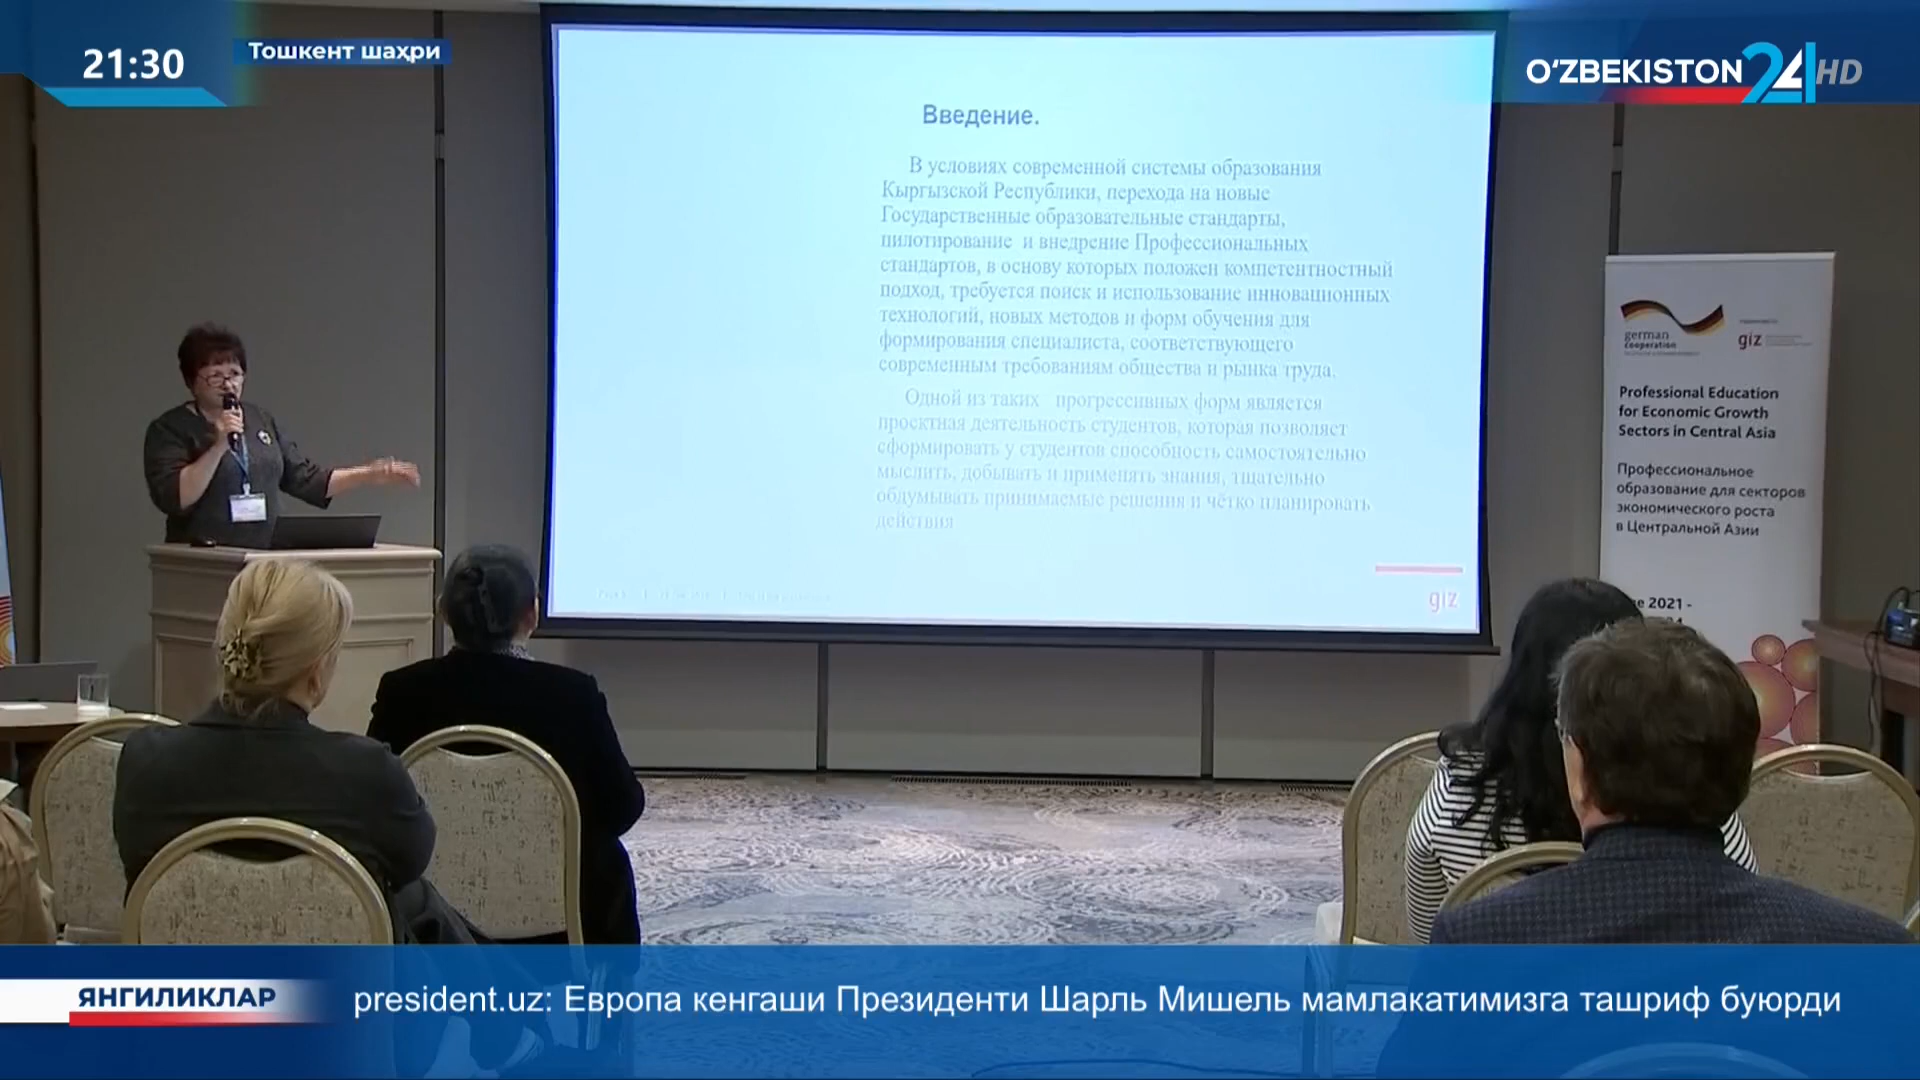 21:30
Тошкент шаҳри
O‘ZBEKISTON 24 HD
Введение.
В условиях современной системы образования
Кыргызской Республики, перехода на новые
Государственные образовательные стандарты,
пилотирование и внедрение Профессиональных
стандартов, в основу которых положен компетентностный
подход, требуется поиск и использование инновационных
технологий, новых методов и форм обучения для
формирования специалиста, соответствующего
современным требованиям общества и рынка труда.
Одной из таких прогрессивных форм является
проектная деятельность студентов, которая позволяет
сформировать у студентов способность самостоятельно
мыслить, добывать и применять знания, тщательно
обдумывать принимаемые решения и чётко планировать
действия
giz
german
cooperation
giz
Professional Education
for Economic Growth
Sectors in Central Asia
Профессиональное
образование для секторов
экономического роста
в Центральной Азии
2021 -
ЯНГИЛИКЛАР
president.uz: Европа кенгаши Президенти Шарль Мишель мамлакатимизга ташриф буюрди